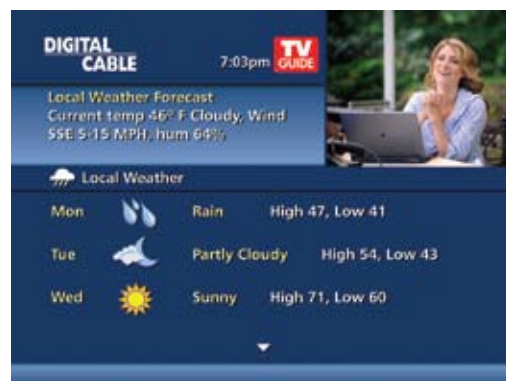 DIGITAL
CABLE
7:03pm
TV
GUIDE
Local Weather Forecast
Current temp 46° F Cloudy, Wind
SSE 5-15 MPH, hum 64%
Local Weather
Mon Rain High 47, Low 41
Tue Partly Cloudy High 54, Low 43
Wed Sunny High 71, Low 60